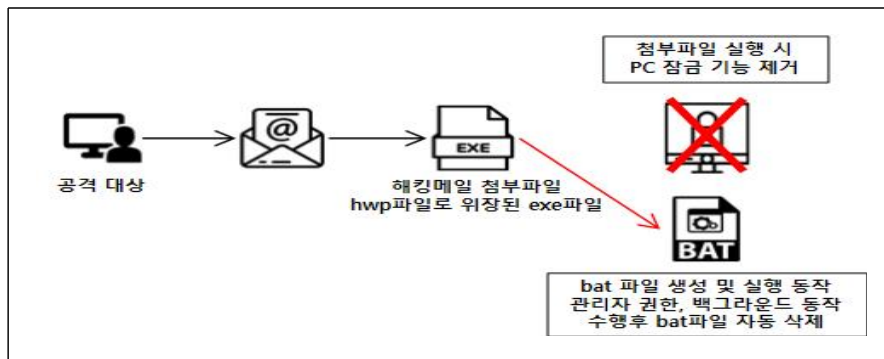 첨부파일 실행 시
PC 잠금 기능 제거
@
EXE
공격 대상
해킹메일 첨부파일
hwp파일로 위장된 exe파일
BAT
bat 파일 생성 및 실행 동작
관리자 권한, 백그라운드 동작
수행후 bat파일 자동 삭제